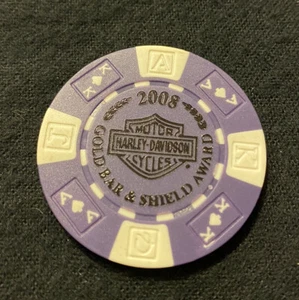 2008
MOTOR
HARLEY-DAVIDSON
CYCLES
GOLD BAR & SHIELD AWARD
A
K K
A A